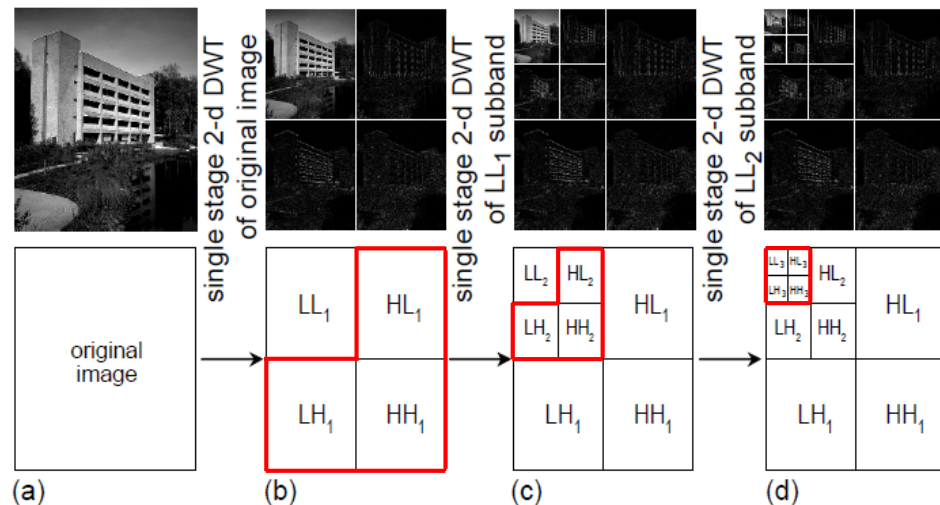 single stage 2-d DWT
of original image
single stage 2-d DWT
of LL₁ subband
single stage 2-d DWT
of LL₂ subband
original
image
LL₁
HL₁
LH₁
HH₁
LL₂
HL₂
LH₂
HH₂
HL₁
LH₁
HH₁
LL₃
HL₃
LH₃
HH₃
HL₂
LH₂
HH₂
HL₁
LH₁
HH₁
(a)
(b)
(c)
(d)